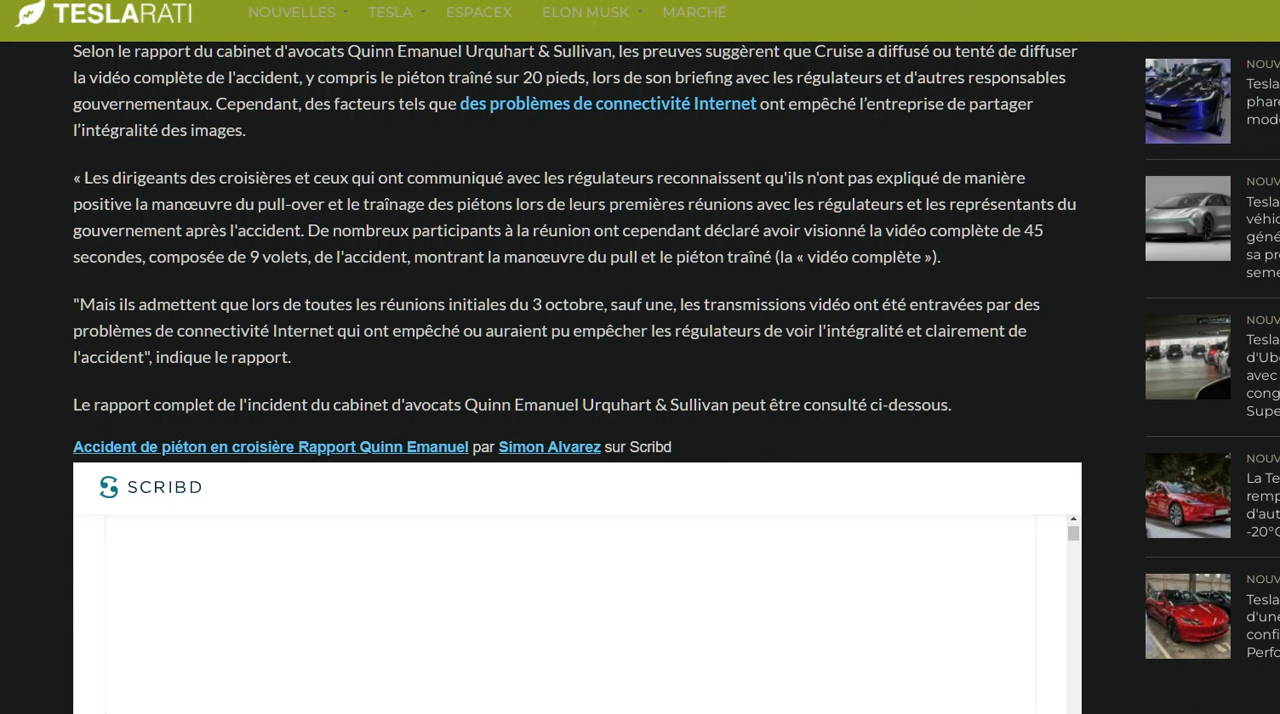 TESLARATI
NOUVELLES TESLA ESPACEX ELON MUSK MARCHÉ
Selon le rapport du cabinet d'avocats Quinn Emanuel Urquhart & Sullivan, les preuves suggèrent que Cruise a diffusé ou tenté de diffuser
la vidéo complète de l'accident, y compris le piéton traîné sur 20 pieds, lors de son briefing avec les régulateurs et d'autres responsables
gouvernementaux. Cependant, des facteurs tels que des problèmes de connectivité Internet ont empêché l’entreprise de partager
l’intégralité des images.
« Les dirigeants des croisières et ceux qui ont communiqué avec les régulateurs reconnaissent qu'ils n'ont pas expliqué de manière
positive la manœuvre du pull-over et le traînage des piétons lors de leurs premières réunions avec les régulateurs et les représentants du
gouvernement après l'accident. De nombreux participants à la réunion ont cependant déclaré avoir visionné la vidéo complète de 45
secondes, composée de 9 volets, de l'accident, montrant la manœuvre du pull et le piéton traîné (la « vidéo complète »).
"Mais ils admettent que lors de toutes les réunions initiales du 3 octobre, sauf une, les transmissions vidéo ont été entravées par des
problèmes de connectivité Internet qui ont empêché ou auraient pu empêcher les régulateurs de voir l'intégralité et clairement de
l'accident", indique le rapport.
Le rapport complet de l'incident du cabinet d'avocats Quinn Emanuel Urquhart & Sullivan peut être consulté ci-dessous.
Accident de piéton en croisière Rapport Quinn Emanuel par Simon Alvarez sur Scribd
SCRIBD
NOUV
Tesla
phare
mod
NOUV
Tesla
véhic
géné
sa pr
seme
NOUV
Tesla
d'Ub
avec
cong
Supe
NOUV
La Te
remp
d'aut
-20°C
NOUV
Tesla
d'une
confi
Perfo